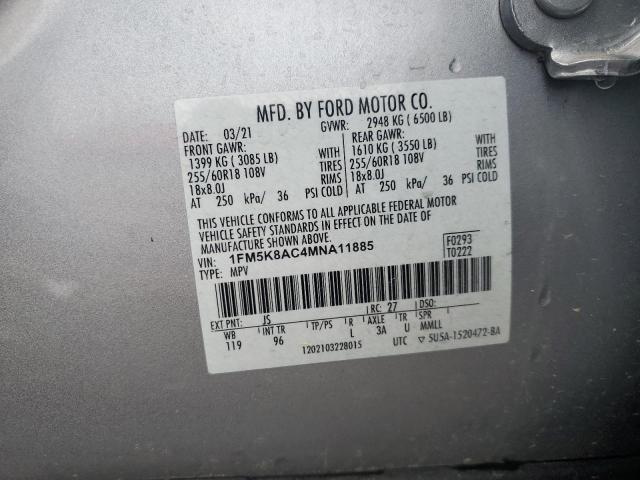 MFD. BY FORD MOTOR CO.
DATE: 03/21 GVWR: 2948 KG ( 6500 LB)
FRONT GAWR: REAR GAWR:
1399 KG ( 3085 LB) WITH 1610 KG ( 3550 LB) WITH
255/60R18 108V TIRES 255/60R18 108V TIRES
18x8.0J RIMS 18x8.0J RIMS
AT 250 kPa/ 36 PSI COLD AT 250 kPa/ 36 PSI COLD
THIS VEHICLE CONFORMS TO ALL APPLICABLE FEDERAL MOTOR
VEHICLE SAFETY STANDARDS IN EFFECT ON THE DATE OF
MANUFACTURE SHOWN ABOVE.
VIN: 1FM5K8AC4MNA11885 F0293
TYPE: MPV T0222
EXT PNT: JS RC: 27 DSO:
WB INT TR TP/PS R AXLE TR SPR
119 96 L 3A U MMLL
1202103228015 UTC ▽ 5U5A-1520472-BA